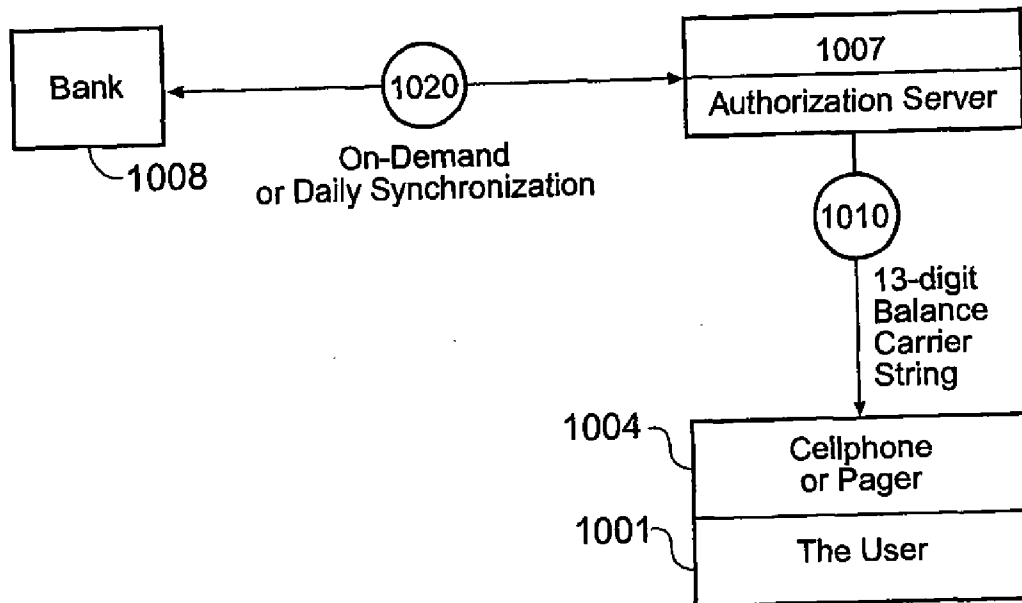 Bank
1020
1007
Authorization Server
1008
On-Demand
or Daily Synchronization
1010
13-digit
Balance
Carrier
String
1004
Cellphone
or Pager
1001
The User